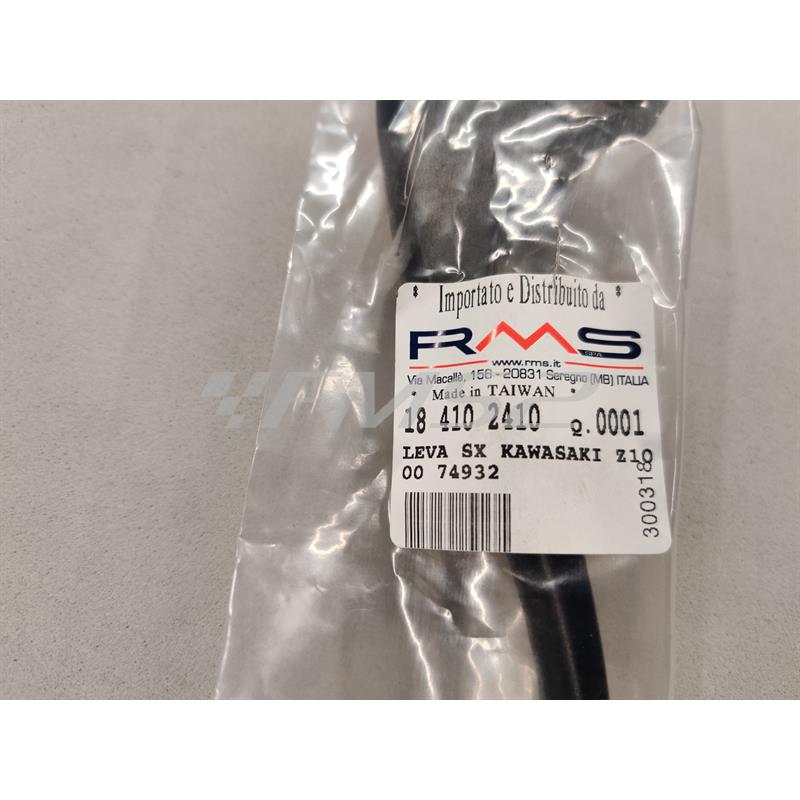 * Importato e Distribuito da *
RMS SPA
www.rms.it
Via Macallè, 156 - 20831 Seregno (MB) ITALIA
* Made in TAIWAN *
18 410 2410 Q.0001
LEVA SX KAWASAKI Z10
00 74932
300318